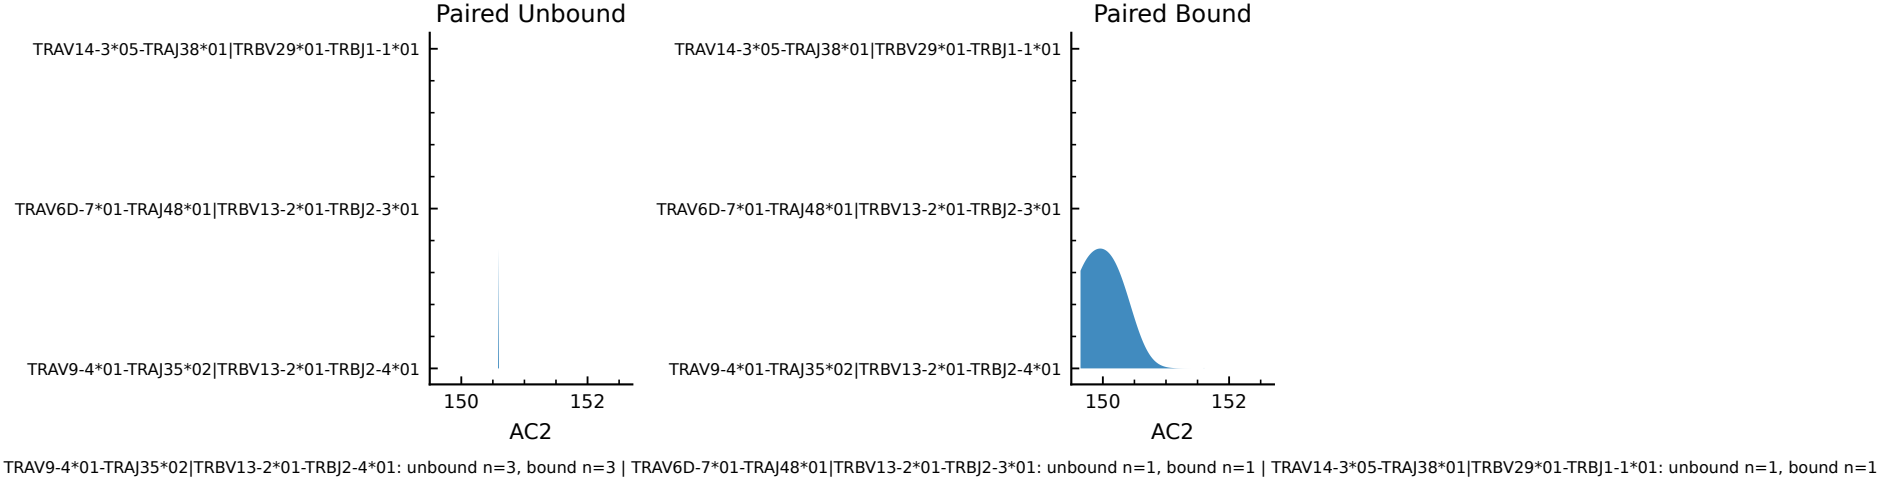 Paired Unbound
TRAV14-3*05-TRAJ38*01|TRBV29*01-TRBJ1-1*01
TRAV6D-7*01-TRAJ48*01|TRBV13-2*01-TRBJ2-3*01
TRAV9-4*01-TRAJ35*02|TRBV13-2*01-TRBJ2-4*01
150 152
AC2
Paired Bound
TRAV14-3*05-TRAJ38*01|TRBV29*01-TRBJ1-1*01
TRAV6D-7*01-TRAJ48*01|TRBV13-2*01-TRBJ2-3*01
TRAV9-4*01-TRAJ35*02|TRBV13-2*01-TRBJ2-4*01
150 152
AC2
TRAV9-4*01-TRAJ35*02|TRBV13-2*01-TRBJ2-4*01: unbound n=3, bound n=3 | TRAV6D-7*01-TRAJ48*01|TRBV13-2*01-TRBJ2-3*01: unbound n=1, bound n=1 | TRAV14-3*05-TRAJ38*01|TRBV29*01-TRBJ1-1*01: unbound n=1, bound n=1